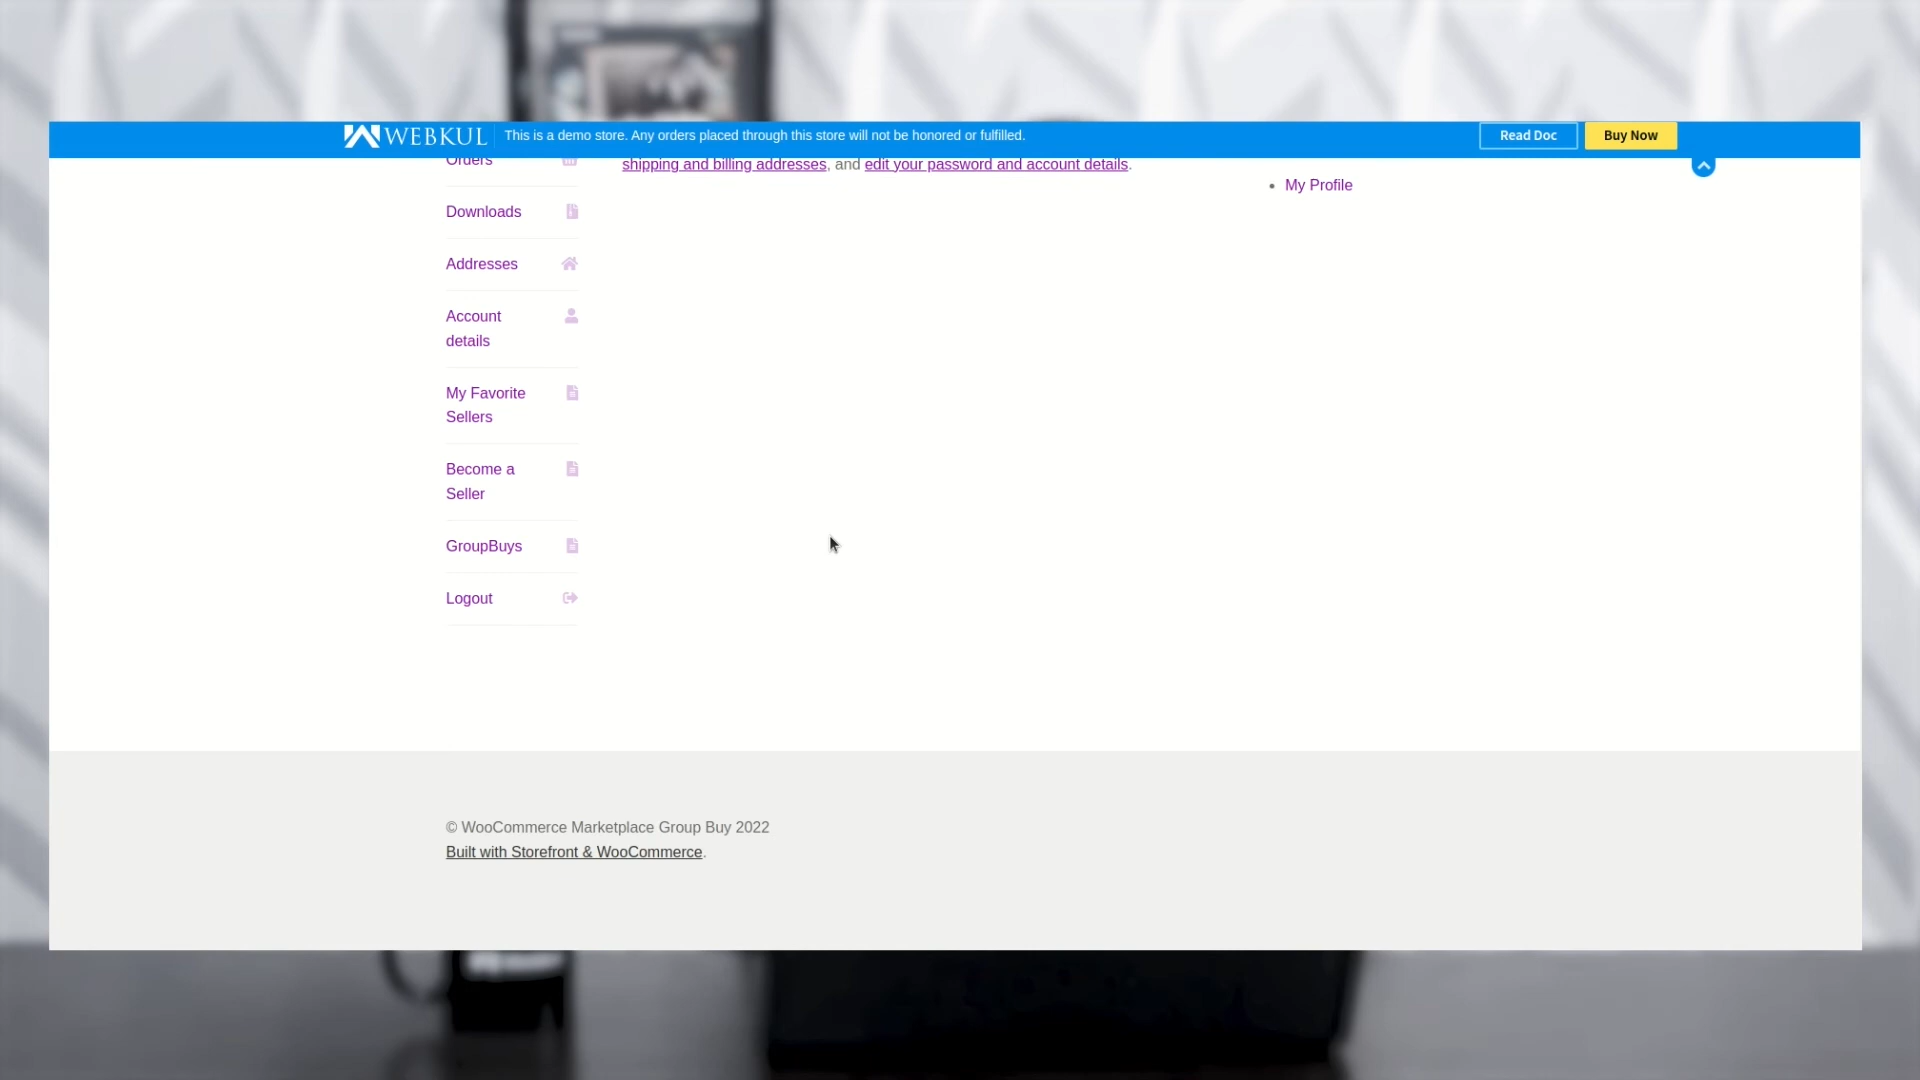 WEBKUL This is a demo store. Any orders placed through this store will not be honored or fulfilled. Read Doc Buy Now
Orders
shipping and billing addresses, and edit your password and account details.
My Profile
Downloads
Addresses
Account
details
My Favorite
Sellers
Become a
Seller
GroupBuys
Logout
© WooCommerce Marketplace Group Buy 2022
Built with Storefront & WooCommerce.